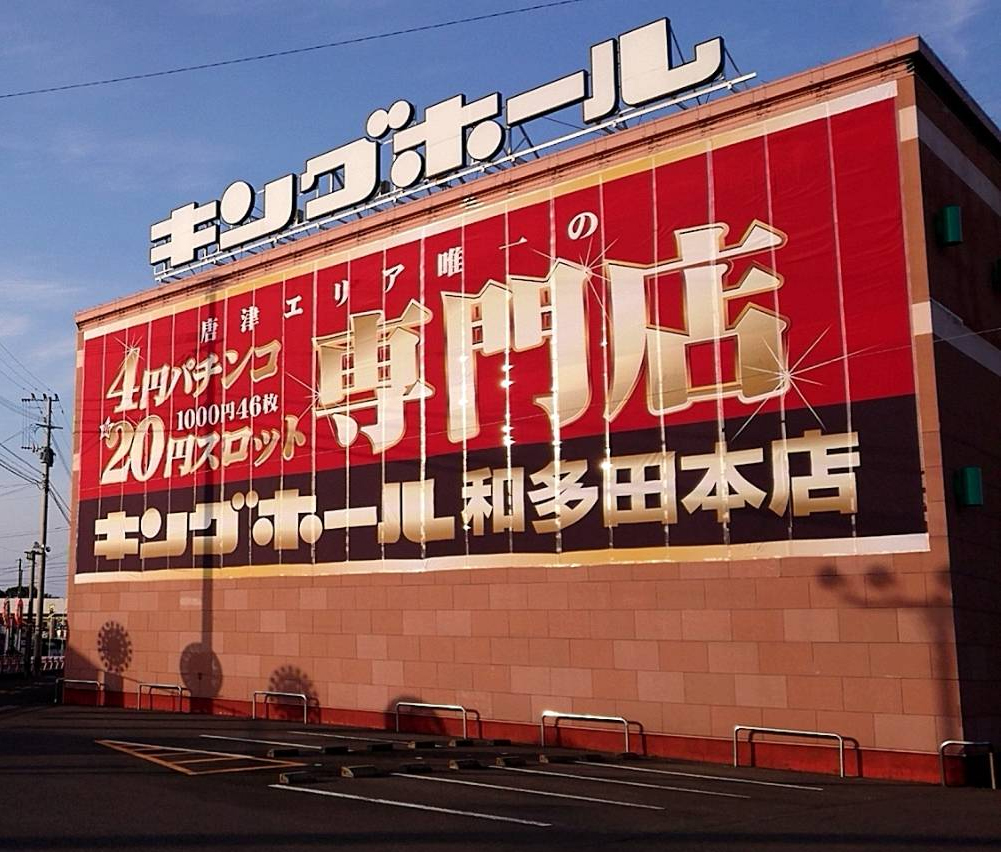 キングホール
唐津エリア唯一の
4円パチンコ
1000円46枚
20円スロット
専門店
キングホール 和多田本店